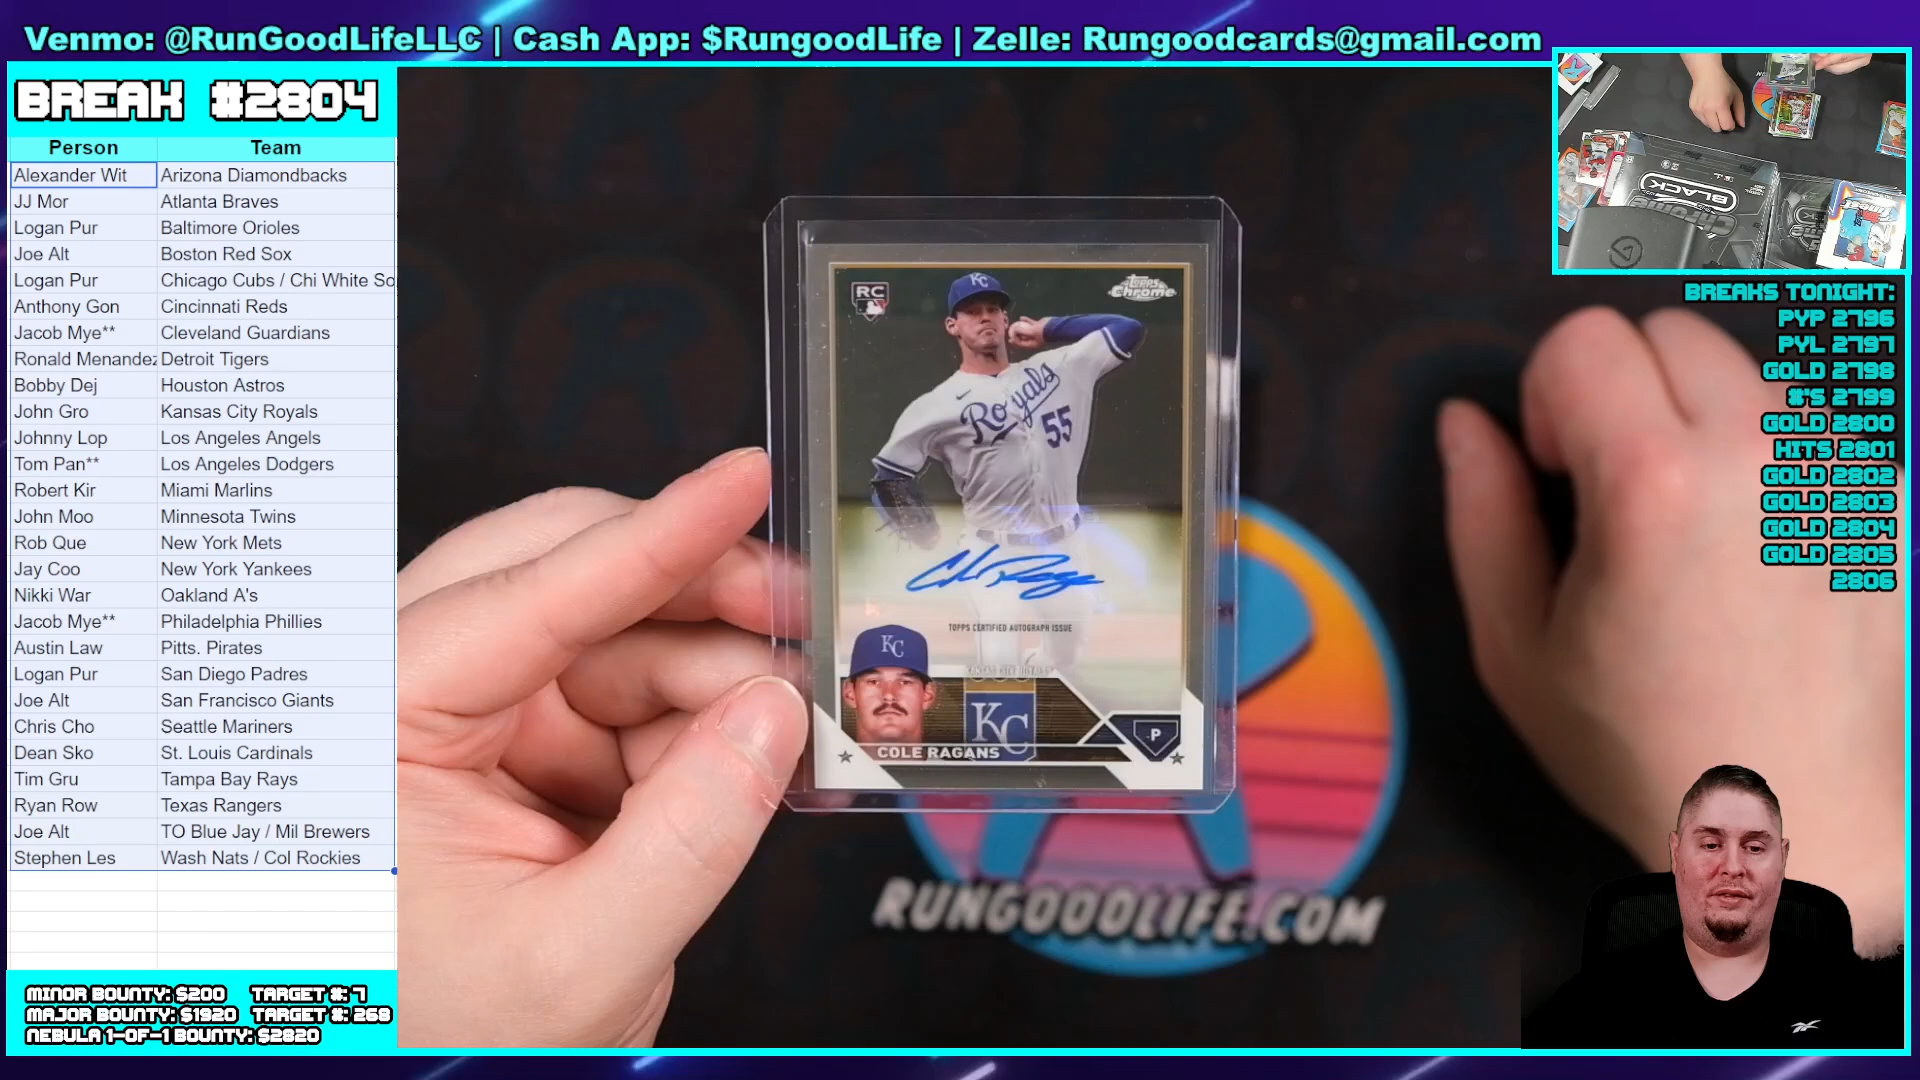 Venmo: @RunGoodLifeLLC | Cash App: $RungoodLife | Zelle: Rungoodcards@gmail.com
BREAK #2804
Person Team
Alexander Wit Arizona Diamondbacks
JJ Mor Atlanta Braves
Logan Pur Baltimore Orioles
Joe Alt Boston Red Sox
Logan Pur Chicago Cubs / Chi White So
Anthony Gon Cincinnati Reds
Jacob Mye** Cleveland Guardians
Ronald Menandez Detroit Tigers
Bobby Dej Houston Astros
John Gro Kansas City Royals
Johnny Lop Los Angeles Angels
Tom Pan** Los Angeles Dodgers
Robert Kir Miami Marlins
John Moo Minnesota Twins
Rob Que New York Mets
Jay Coo New York Yankees
Nikki War Oakland A's
Jacob Mye** Philadelphia Phillies
Austin Law Pitts. Pirates
Logan Pur San Diego Padres
Joe Alt San Francisco Giants
Chris Cho Seattle Mariners
Dean Sko St. Louis Cardinals
Tim Gru Tampa Bay Rays
Ryan Row Texas Rangers
Joe Alt TO Blue Jay / Mil Brewers
Stephen Les Wash Nats / Col Rockies
MINOR BOUNTY: $200 TARGET #: 7
MAJOR BOUNTY: $1920 TARGET #: 268
NEBULA 1-OF-1 BOUNTY: $2820
RC
Topps
Chrome
KC
Royals
55
Cole Ragans
TOPPS CERTIFIED AUTOGRAPH ISSUE
KANSAS CITY ROYALS
KC
KC
P
COLE RAGANS
RUNGOODLIFE.COM
BLACK
Chrome
BREAKS TONIGHT:
PYP 2796
PYL 2797
GOLD 2798
#'S 2799
GOLD 2800
HITS 2801
GOLD 2802
GOLD 2803
GOLD 2804
GOLD 2805
2806